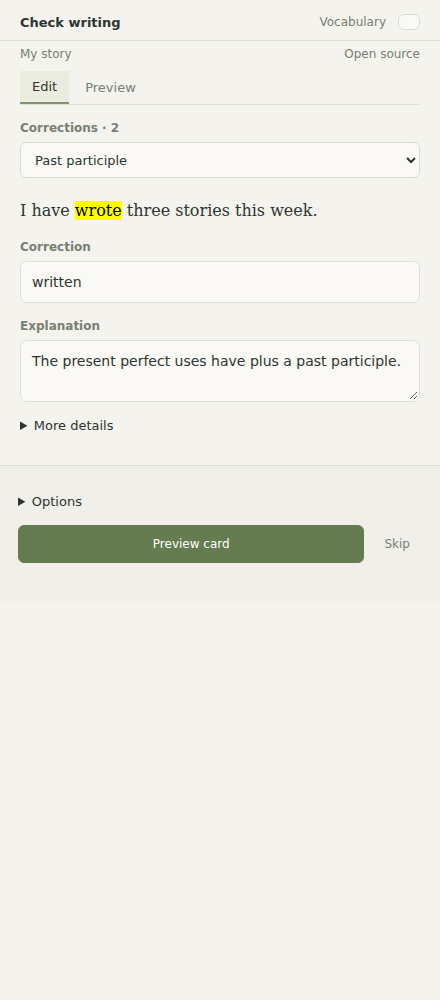 Check writing
Vocabulary
My story
Open source
Edit
Preview
Corrections · 2
Past participle
I have wrote three stories this week.
Correction
written
Explanation
The present perfect uses have plus a past participle.
More details
Options
Preview card
Skip